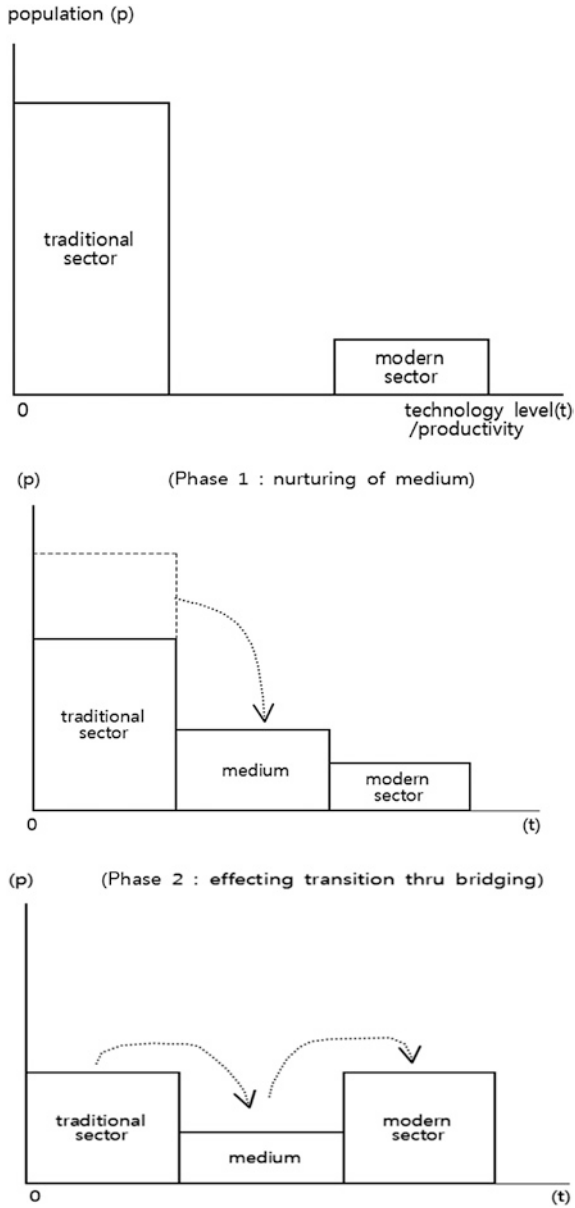 population (p)
traditional
sector
modern
sector
0
technology level(t)
/productivity
(p)
(Phase 1 : nurturing of medium)
traditional
sector
medium
modern
sector
0
(t)
(p)
(Phase 2 : effecting transition thru bridging)
traditional
sector
medium
modern
sector
0
(t)